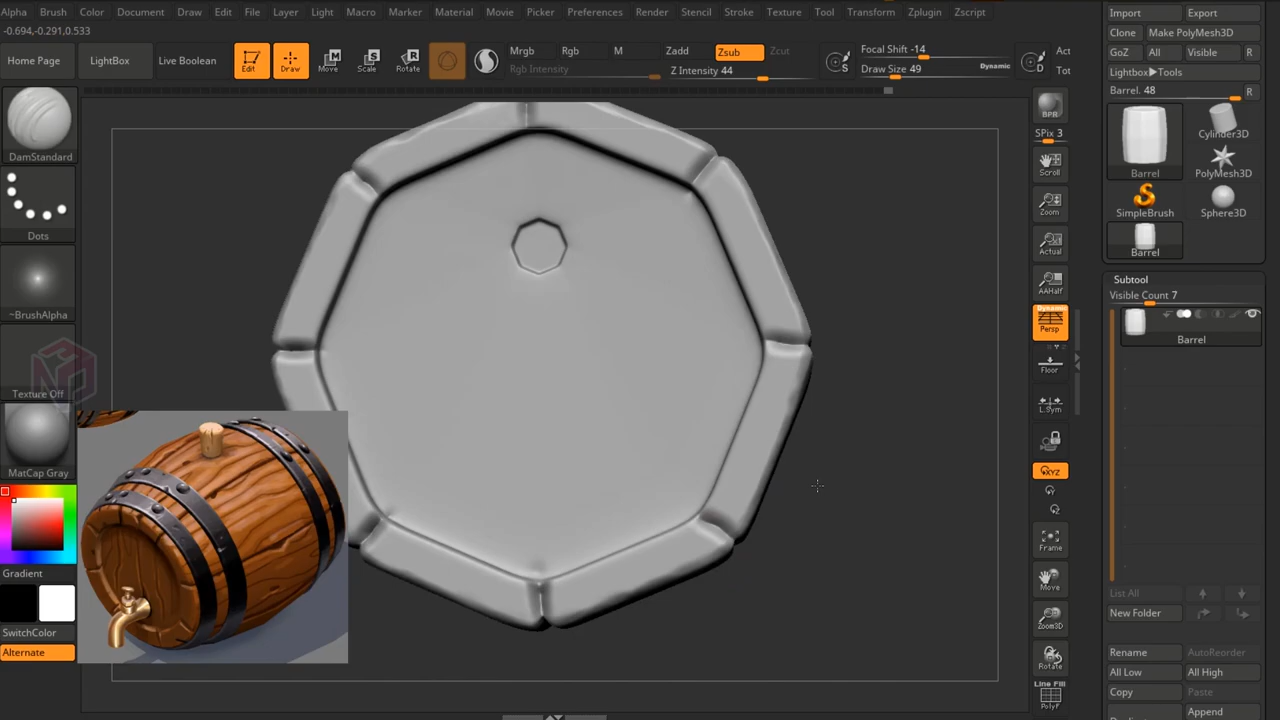 Alpha Brush Color Document Draw Edit File Layer Light Macro Marker Material Movie Picker Preferences Render Stencil Stroke Texture Tool Transform Zplugin Zscript
-0.694,-0.291,0.533
Home Page LightBox Live Boolean Edit Draw Move Scale Rotate
Mrgb Rgb M Zadd Zsub Zcut
Rgb Intensity Z Intensity 44
S
Focal Shift -14
Draw Size 49 Dynamic
D
Act
Tot
DamStandard
Dots
~BrushAlpha
Texture Off
MatCap Gray
Gradient
SwitchColor
Alternate
BPR
SPix 3
Scroll
Zoom
Actual
AAHalf
Dynamic
Persp
Floor
L.Sym
XYZ
Frame
Move
Zoom3D
Rotate
Line Fill
PolyF
Import Export
Clone Make PolyMesh3D
GoZ All Visible R
Lightbox▶Tools
Barrel. 48 R
Barrel
Cylinder3D
PolyMesh3D
SimpleBrush Sphere3D
Barrel
Subtool
Visible Count 7
Barrel
List All
New Folder
Rename AutoReorder
All Low All High
Copy Paste
Append